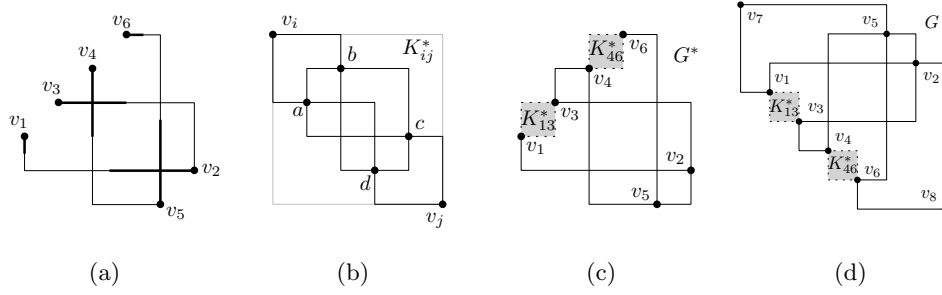 v₁ v₂ v₃ v₄ v₅ v₆
(a)
vᵢ vⱼ a b c d K*ᵢⱼ
(b)
v₁ v₂ v₃ v₄ v₅ v₆ K*₁₃ K*₄₆ G*
(c)
v₁ v₂ v₃ v₄ v₅ v₆ v₇ v₈ K*₁₃ K*₄₆ G
(d)